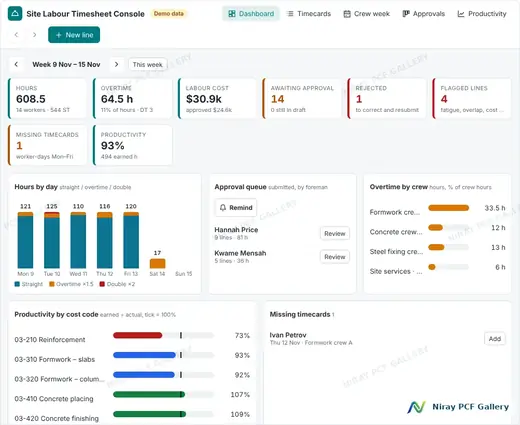 Site Labour Timesheet Console
Demo data
Dashboard
Timecards
Crew week
Approvals
Productivity
+ New line
Week 9 Nov – 15 Nov
This week
HOURS
608.5
14 workers · 544 ST
OVERTIME
64.5 h
11% of hours · DT 3
LABOUR COST
$30.9k
approved $24.6k
AWAITING APPROVAL
14
0 still in draft
REJECTED
1
to correct and resubmit
FLAGGED LINES
4
fatigue, overlap, cost ...
MISSING TIMECARDS
1
worker-days Mon-Fri
PRODUCTIVITY
93%
494 earned h
Hours by day straight / overtime / double
121 125 110 116 120 17
Mon 9 Tue 10 Wed 11 Thu 12 Fri 13 Sat 14 Sun 15
Straight Overtime ×1.5 Double ×2
Approval queue submitted, by foreman
Remind
Hannah Price
9 lines · 81 h
Review
Kwame Mensah
5 lines · 36 h
Review
Overtime by crew hours, % of crew hours
Formwork cre... 33.5 h
Concrete crew... 12 h
Steel fixing cre... 13 h
Site services · ... 6 h
Productivity by cost code earned ÷ actual, tick = 100%
03-210 Reinforcement 73%
03-310 Formwork – slabs 93%
03-320 Formwork – colum... 92%
03-410 Concrete placing 107%
03-420 Concrete finishing 109%
Missing timecards 1
Ivan Petrov
Thu 12 Nov · Formwork crew A
Add
Niray PCF Gallery
NIRAY PCF GALLERY